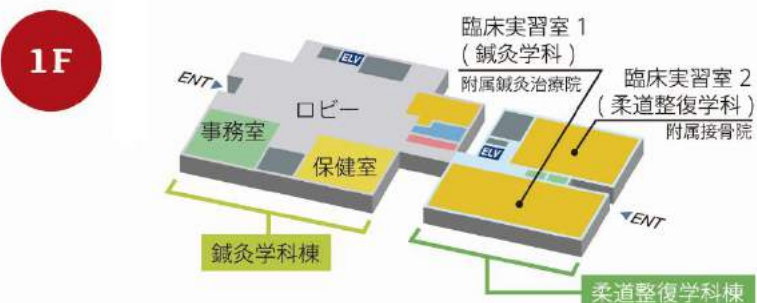 1F
臨床実習室 1
( 鍼灸学科 )
附属鍼灸治療院
臨床実習室 2
( 柔道整復学科 )
附属接骨院
ELV
ENT
ロビー
事務室
保健室
ELV
ENT
鍼灸学科棟
柔道整復学科棟